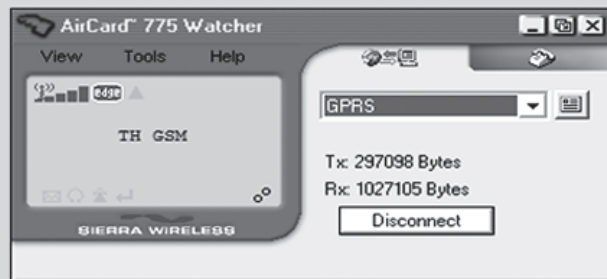 AirCard™ 775 Watcher
View Tools Help
edge
TH GSM
SIERRA WIRELESS
GPRS
Tx: 297098 Bytes
Rx: 1027105 Bytes
Disconnect